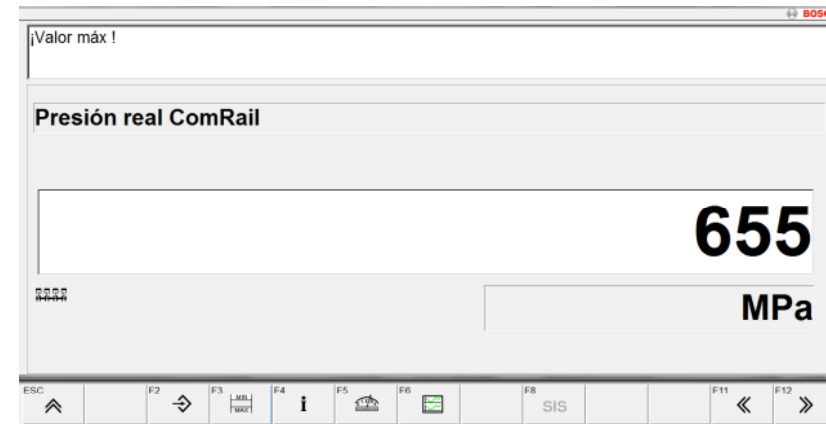 BOSC
¡Valor máx !
Presión real ComRail
655
MPa
ESC F2 F3 F4 F5 F6 F8 F11 F12
MIN
MAX
i
SIS